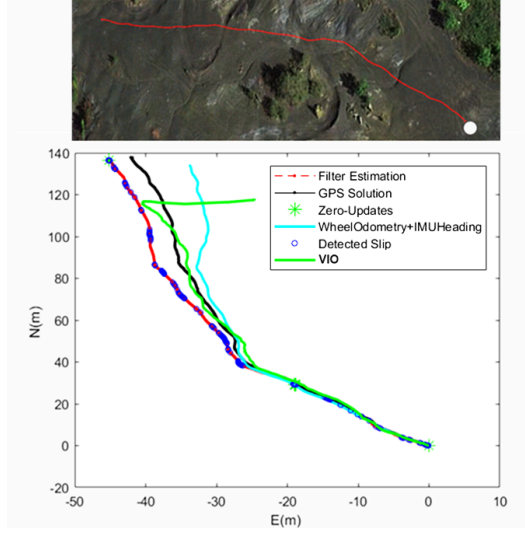 140
120
100
80
60
40
20
0
-20
N(m)
Filter Estimation
GPS Solution
Zero-Updates
WheelOdometry+IMUHeading
Detected Slip
VIO
-50 -40 -30 -20 -10 0 10
E(m)